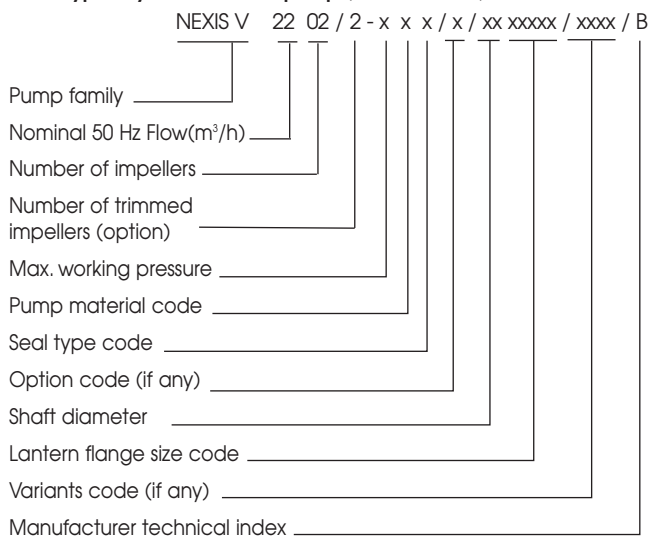 NEXIS V 22 02 / 2 - x x x / x / xx xxxxx / xxxx / B
Pump family
Nominal 50 Hz Flow(m³/h)
Number of impellers
Number of trimmed
impellers (option)
Max. working pressure
Pump material code
Seal type code
Option code (if any)
Shaft diameter
Lantern flange size code
Variants code (if any)
Manufacturer technical index